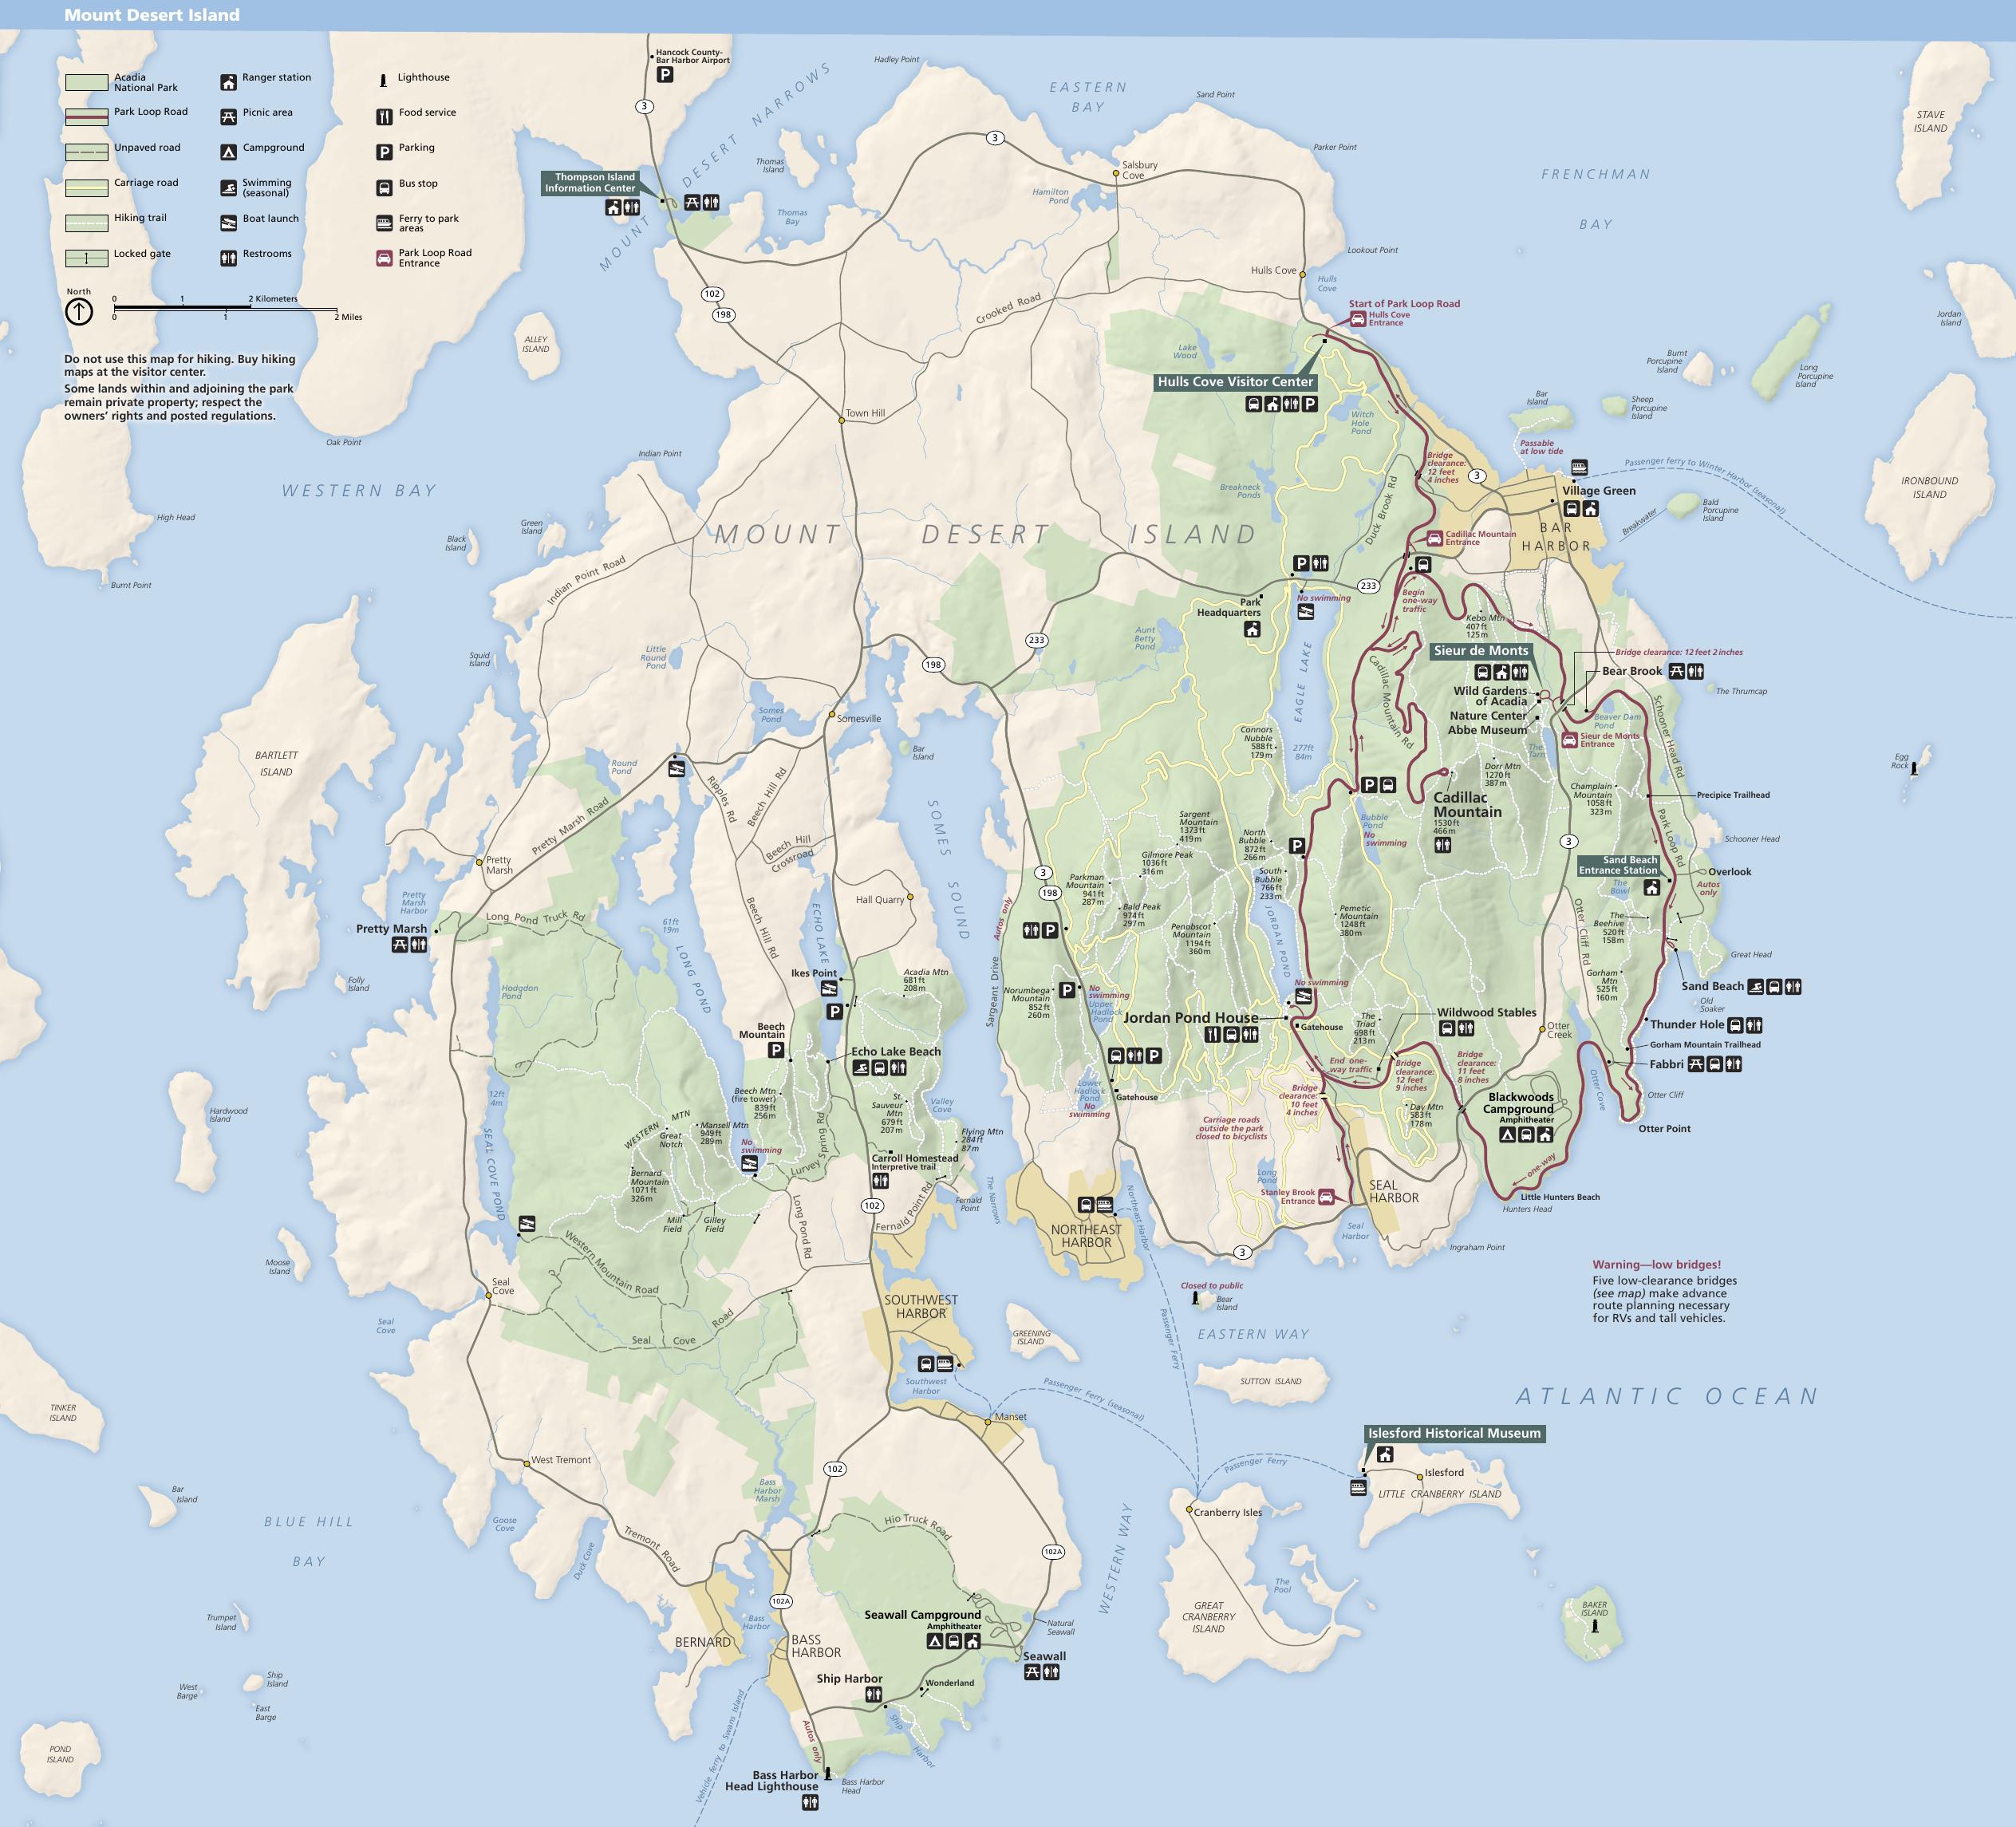 Mount Desert Island
Acadia
National Park
Park Loop Road
Unpaved road
Carriage road
Hiking trail
Locked gate
Ranger station
Picnic area
Campground
Swimming
(seasonal)
Boat launch
Restrooms
Lighthouse
Food service
Parking
Bus stop
Ferry to park
areas
Park Loop Road
Entrance
North
0 1 2 Kilometers
0 1 2 Miles
Do not use this map for hiking. Buy hiking
maps at the visitor center.
Some lands within and adjoining the park
remain private property; respect the
owners' rights and posted regulations.
Hancock County-
Bar Harbor Airport
P
3
MOUNT DESERT NARROWS
Thompson Island
Information Center
Hadley Point
EASTERN
BAY
Sand Point
Parker Point
Thomas
Island
Thomas
Bay
Hamilton
Pond
Salsbury
Cove
3
Lookout Point
Hulls Cove
Hulls
Cove
FRENCHMAN
BAY
STAVE
ISLAND
Jordan
Island
ALLEY
ISLAND
Oak Point
102
198
Crooked Road
Town Hill
Indian Point
Start of Park Loop Road
Hulls Cove
Entrance
Lake
Wood
Hulls Cove Visitor Center
P
Witch
Hole
Pond
Breakneck
Ponds
Bridge
clearance:
12 feet
4 inches
Duck Brook Rd
3
Bar
Island
Passable
at low tide
Sheep
Porcupine
Island
Burnt
Porcupine
Island
Long
Porcupine
Island
Bald
Porcupine
Island
Breakwater
Passenger ferry to Winter Harbor (seasonal)
IRONBOUND
ISLAND
Village Green
BAR
HARBOR
Cadillac Mountain
Entrance
WESTERN BAY
High Head
Burnt Point
Green
Island
Black
Island
Squid
Island
Indian Point Road
MOUNT DESERT ISLAND
Little
Round
Pond
233
198
233
P
No swimming
Park
Headquarters
Aunt
Betty
Pond
Begin
one-way
traffic
Kebo Mtn
407 ft
125 m
Sieur de Monts
Bridge clearance: 12 feet 2 inches
Bear Brook
The Thrumcap
Wild Gardens
of Acadia
Nature Center
Abbe Museum
Beaver Dam
Pond
Sieur de Monts
Entrance
The
Tarn
Schooner Head Rd
EAGLE LAKE
277 ft
84 m
Cadillac Mountain Rd
Connors
Nubble
588 ft
179 m
P
Dorr Mtn
1270 ft
387 m
Cadillac
Mountain
1530 ft
466 m
Champlain
Mountain
1058 ft
323 m
Precipice Trailhead
Egg
Rock
Schooner Head
Park Loop Rd
Overlook
Autos
only
Sand Beach
Entrance Station
The
Bowl
The
Beehive
520 ft
158 m
Great Head
3
Otter Cliff Rd
Gorham
Mtn
525 ft
160 m
Sand Beach
Old
Soaker
Thunder Hole
Gorham Mountain Trailhead
Fabbri
Otter Cliff
Otter Point
Otter Cove
Otter
Creek
Bubble
Pond
No
swimming
North
Bubble
872 ft
266 m
P
South
Bubble
766 ft
233 m
Pemetic
Mountain
1248 ft
380 m
JORDAN POND
Sargent
Mountain
1373 ft
419 m
Gilmore Peak
1036 ft
316 m
Parkman
Mountain
941 ft
287 m
Bald Peak
974 ft
297 m
Penobscot
Mountain
1194 ft
360 m
3
198
Autos only
Sargeant Drive
P
P
Norumbega
Mountain
852 ft
260 m
No
swimming
Upper
Hadlock
Pond
No swimming
Jordan Pond House
Gatehouse
P
Gatehouse
Lower
Hadlock
Pond
No
swimming
The
Triad
698 ft
213 m
Wildwood Stables
End one-
way traffic
Bridge
clearance:
12 feet
9 inches
Bridge
clearance:
11 feet
8 inches
Bridge
clearance:
10 feet
4 inches
Carriage roads
outside the park
closed to bicyclists
Day Mtn
583 ft
178 m
Blackwoods
Campground
Amphitheater
one-way
Little Hunters Beach
Hunters Head
Long
Pond
Stanley Brook
Entrance
SEAL
HARBOR
Seal
Harbor
Ingraham Point
3
NORTHEAST
HARBOR
Northeast Harbor
BARTLETT
ISLAND
Pretty
Marsh
Pretty
Marsh
Harbor
Pretty Marsh
Folly
Island
Round
Pond
Somes
Pond
Somesville
Bar
Island
Pretty Marsh Road
Ripples Rd
Beech Hill Rd
Beech Hill
Crossroad
Beech Hill Rd
Hall Quarry
SOMES SOUND
Long Pond Truck Rd
Hodgdon
Pond
61 ft
19 m
LONG POND
ECHO LAKE
Ikes Point
P
Acadia Mtn
681 ft
208 m
Beech
Mountain
P
Echo Lake Beach
Beech Mtn
(fire tower)
839 ft
256 m
St.
Sauveur
Mtn
679 ft
207 m
Valley
Cove
Flying Mtn
284 ft
87 m
Carroll Homestead
Interpretive trail
Fernald
Point
The Narrows
Fernald Point Rd
Lurvey Spring Rd
Long Pond Rd
No
swimming
WESTERN MTN
Great
Notch
Mansell Mtn
949 ft
289 m
Bernard
Mountain
1071 ft
326 m
Mill
Field
Gilley
Field
12 ft
4 m
SEAL COVE POND
Hardwood
Island
Moose
Island
Western Mountain Road
Seal Cove Road
Seal
Cove
Seal
Cove
102
SOUTHWEST
HARBOR
Southwest
Harbor
GREENING
ISLAND
Closed to public
Bear
Island
EASTERN WAY
SUTTON ISLAND
Passenger Ferry
Passenger Ferry (seasonal)
Passenger Ferry
Manset
Warning—low bridges!
Five low-clearance bridges
(see map) make advance
route planning necessary
for RVs and tall vehicles.
ATLANTIC OCEAN
Islesford Historical Museum
Islesford
LITTLE CRANBERRY ISLAND
Cranberry Isles
GREAT
CRANBERRY
ISLAND
The
Pool
BAKER
ISLAND
TINKER
ISLAND
Bar
Island
BLUE HILL
BAY
Trumpet
Island
Ship
Island
West
Barge
East
Barge
POND
ISLAND
West Tremont
Goose
Cove
Duck Cove
Tremont Road
Bass
Harbor
Marsh
102
Hio Truck Road
102A
WESTERN WAY
102A
BERNARD
Bass
Harbor
BASS
HARBOR
Seawall Campground
Amphitheater
Natural
Seawall
Seawall
Ship Harbor
Wonderland
Ship Harbor
Autos only
Vehicle ferry to Swans Island
Bass Harbor
Head Lighthouse
Bass Harbor
Head